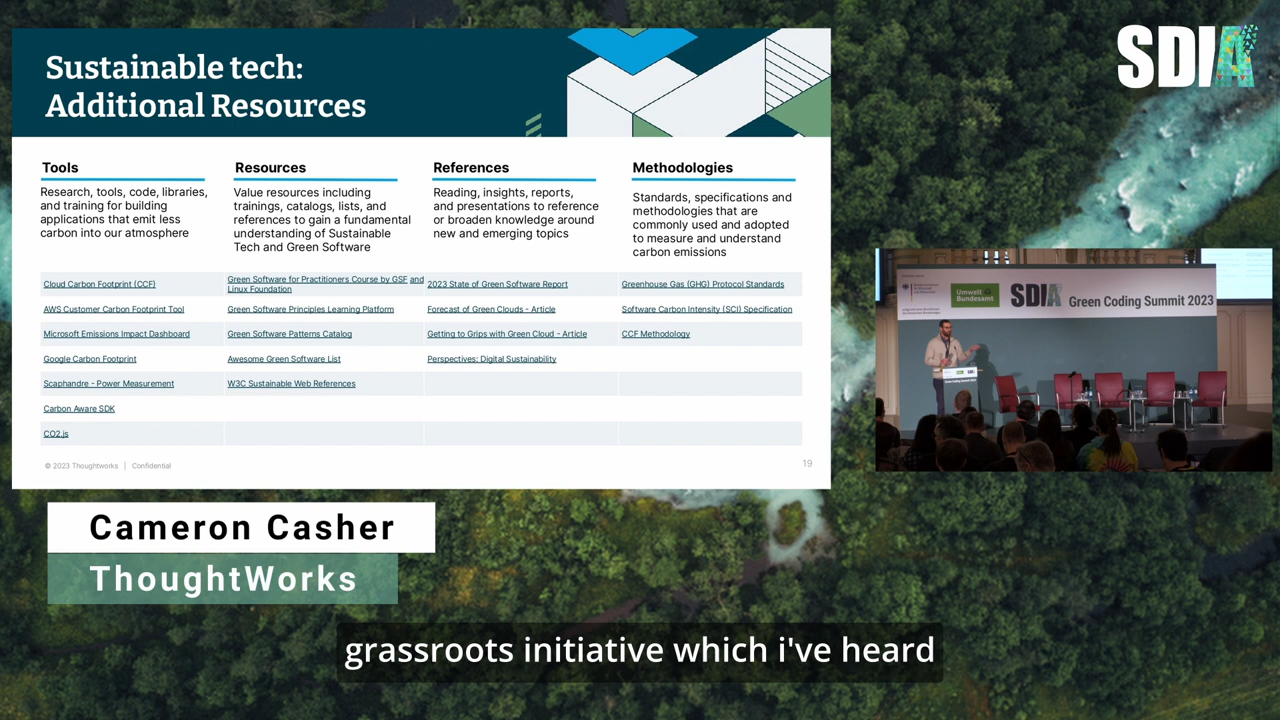 SDIA
Sustainable tech:
Additional Resources
Tools
Research, tools, code, libraries,
and training for building
applications that emit less
carbon into our atmosphere
Resources
Value resources including
trainings, catalogs, lists, and
references to gain a fundamental
understanding of Sustainable
Tech and Green Software
References
Reading, insights, reports,
and presentations to reference
or broaden knowledge around
new and emerging topics
Methodologies
Standards, specifications and
methodologies that are
commonly used and adopted
to measure and understand
carbon emissions
Cloud Carbon Footprint (CCF)
Green Software for Practitioners Course by GSF and
Linux Foundation
2023 State of Green Software Report
Greenhouse Gas (GHG) Protocol Standards
AWS Customer Carbon Footprint Tool
Green Software Principles Learning Platform
Forecast of Green Clouds - Article
Software Carbon Intensity (SCI) Specification
Microsoft Emissions Impact Dashboard
Green Software Patterns Catalog
Getting to Grips with Green Cloud - Article
CCF Methodology
Google Carbon Footprint
Awesome Green Software List
Perspectives: Digital Sustainability
Scaphandre - Power Measurement
W3C Sustainable Web References
Carbon Aware SDK
CO2.js
© 2023 Thoughtworks | Confidential
19
Umwelt
Bundesamt
SDIA
Green Coding Summit 2023
Green Coding Summit 2023
Cameron Casher
ThoughtWorks
grassroots initiative which i've heard